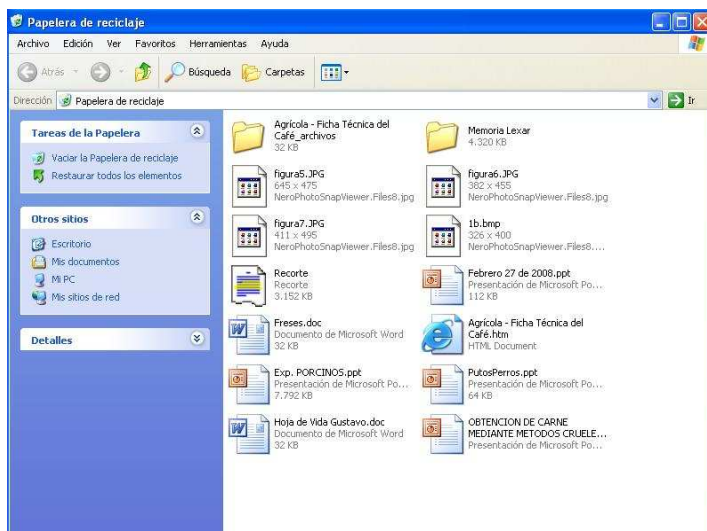 Papelera de reciclaje
Archivo Edición Ver Favoritos Herramientas Ayuda
Atrás Búsqueda Carpetas
Dirección Papelera de reciclaje Ir
Tareas de la Papelera
Vaciar la Papelera de reciclaje
Restaurar todos los elementos
Otros sitios
Escritorio
Mis documentos
Mi PC
Mis sitios de red
Detalles
Agrícola - Ficha Técnica del
Café_archivos
32 KB
Memoria Lexar
4.320 KB
figura5.JPG
645 x 475
NeroPhotoSnapViewer.Files8.jpg
figura6.JPG
382 x 455
NeroPhotoSnapViewer.Files8.jpg
figura7.JPG
411 x 495
NeroPhotoSnapViewer.Files8.jpg
1b.bmp
326 x 400
NeroPhotoSnapViewer.Files8....
Recorte
Recorte
3.152 KB
Febrero 27 de 2008.ppt
Presentación de Microsoft Po...
112 KB
Freses.doc
Documento de Microsoft Word
32 KB
Agrícola - Ficha Técnica del
Café.htm
HTML Document
Exp. PORCINOS.ppt
Presentación de Microsoft Po...
7.792 KB
PutosPerros.ppt
Presentación de Microsoft Po...
64 KB
Hoja de Vida Gustavo.doc
Documento de Microsoft Word
32 KB
OBTENCION DE CARNE
MEDIANTE METODOS CRUELE...
Presentación de Microsoft Po...